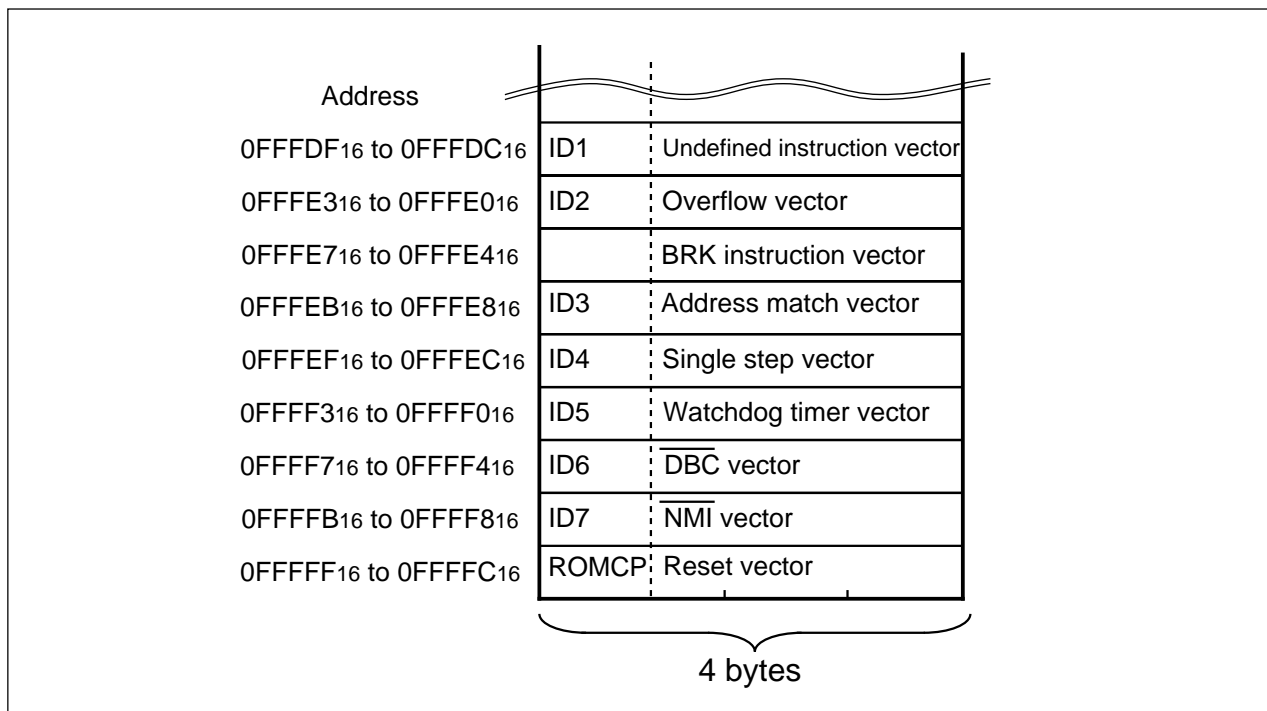 Address
0FFFDF16 to 0FFFDC16 ID1 Undefined instruction vector
0FFFE316 to 0FFFE016 ID2 Overflow vector
0FFFE716 to 0FFFE416 BRK instruction vector
0FFFEB16 to 0FFFE816 ID3 Address match vector
0FFFEF16 to 0FFFEC16 ID4 Single step vector
0FFFF316 to 0FFFF016 ID5 Watchdog timer vector
0FFFF716 to 0FFFF416 ID6 D̅B̅C̅ vector
0FFFFB16 to 0FFFF816 ID7 N̅M̅I̅ vector
0FFFFF16 to 0FFFFC16 ROMCP Reset vector
4 bytes